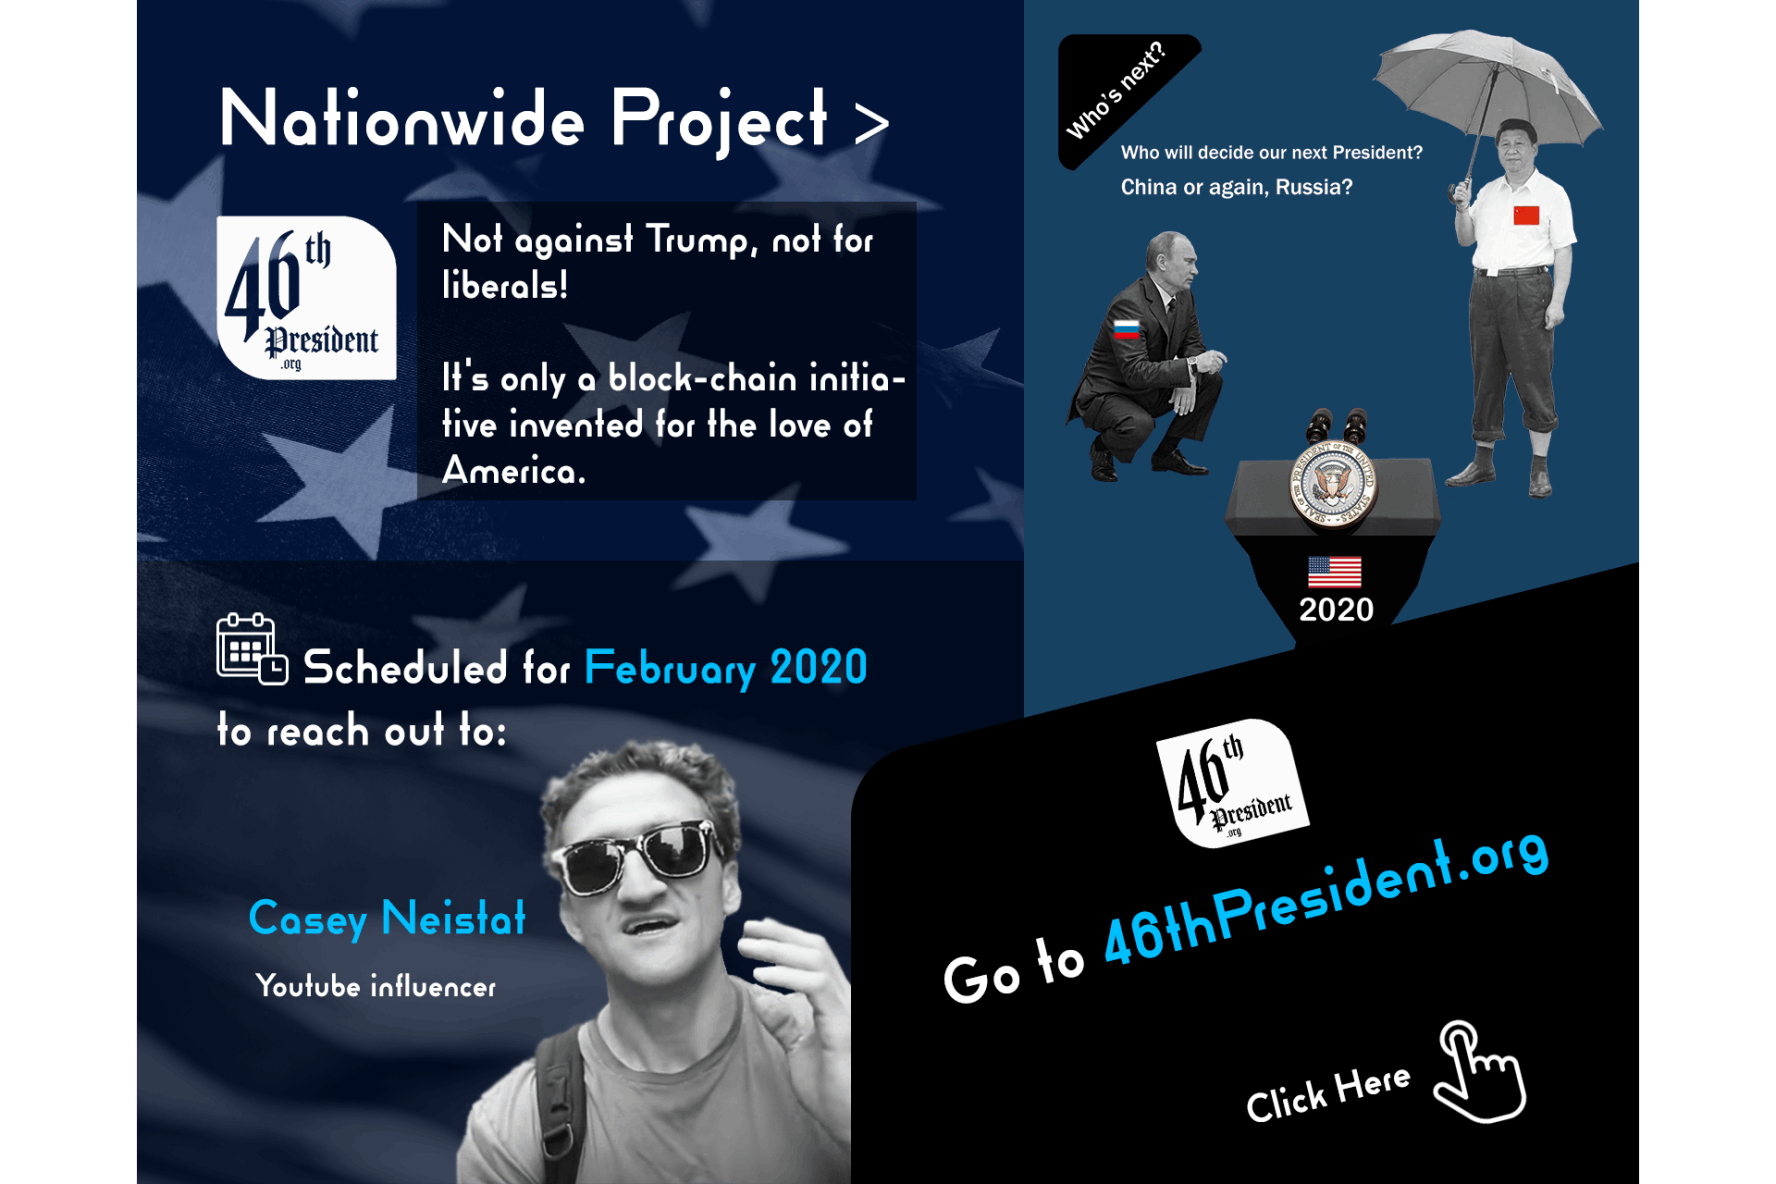 Nationwide Project >
46th
President
.org
Not against Trump, not for
liberals!
It's only a block-chain initia-
tive invented for the love of
America.
Scheduled for February 2020
to reach out to:
Casey Neistat
Youtube influencer
Who's next?
Who will decide our next President?
China or again, Russia?
SEAL OF THE PRESIDENT OF THE UNITED STATES
2020
46th
President
.org
Go to 46thPresident.org
Click Here